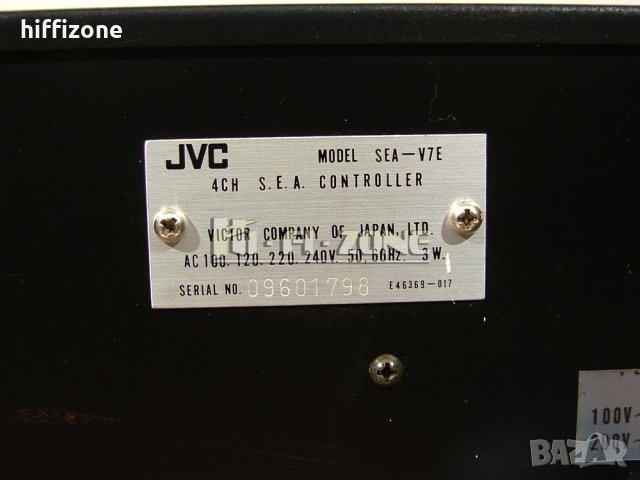 hiffizone
JVC MODEL SEA-V7E
4CH S.E.A. CONTROLLER
HI-FI-ZONE
VICTOR COMPANY OF JAPAN, LTD.
AC 100. 120. 220. 240V. 50, 60Hz. 3W.
SERIAL NO. 09601798 E46369-017
100V~
200V~
BAZAR